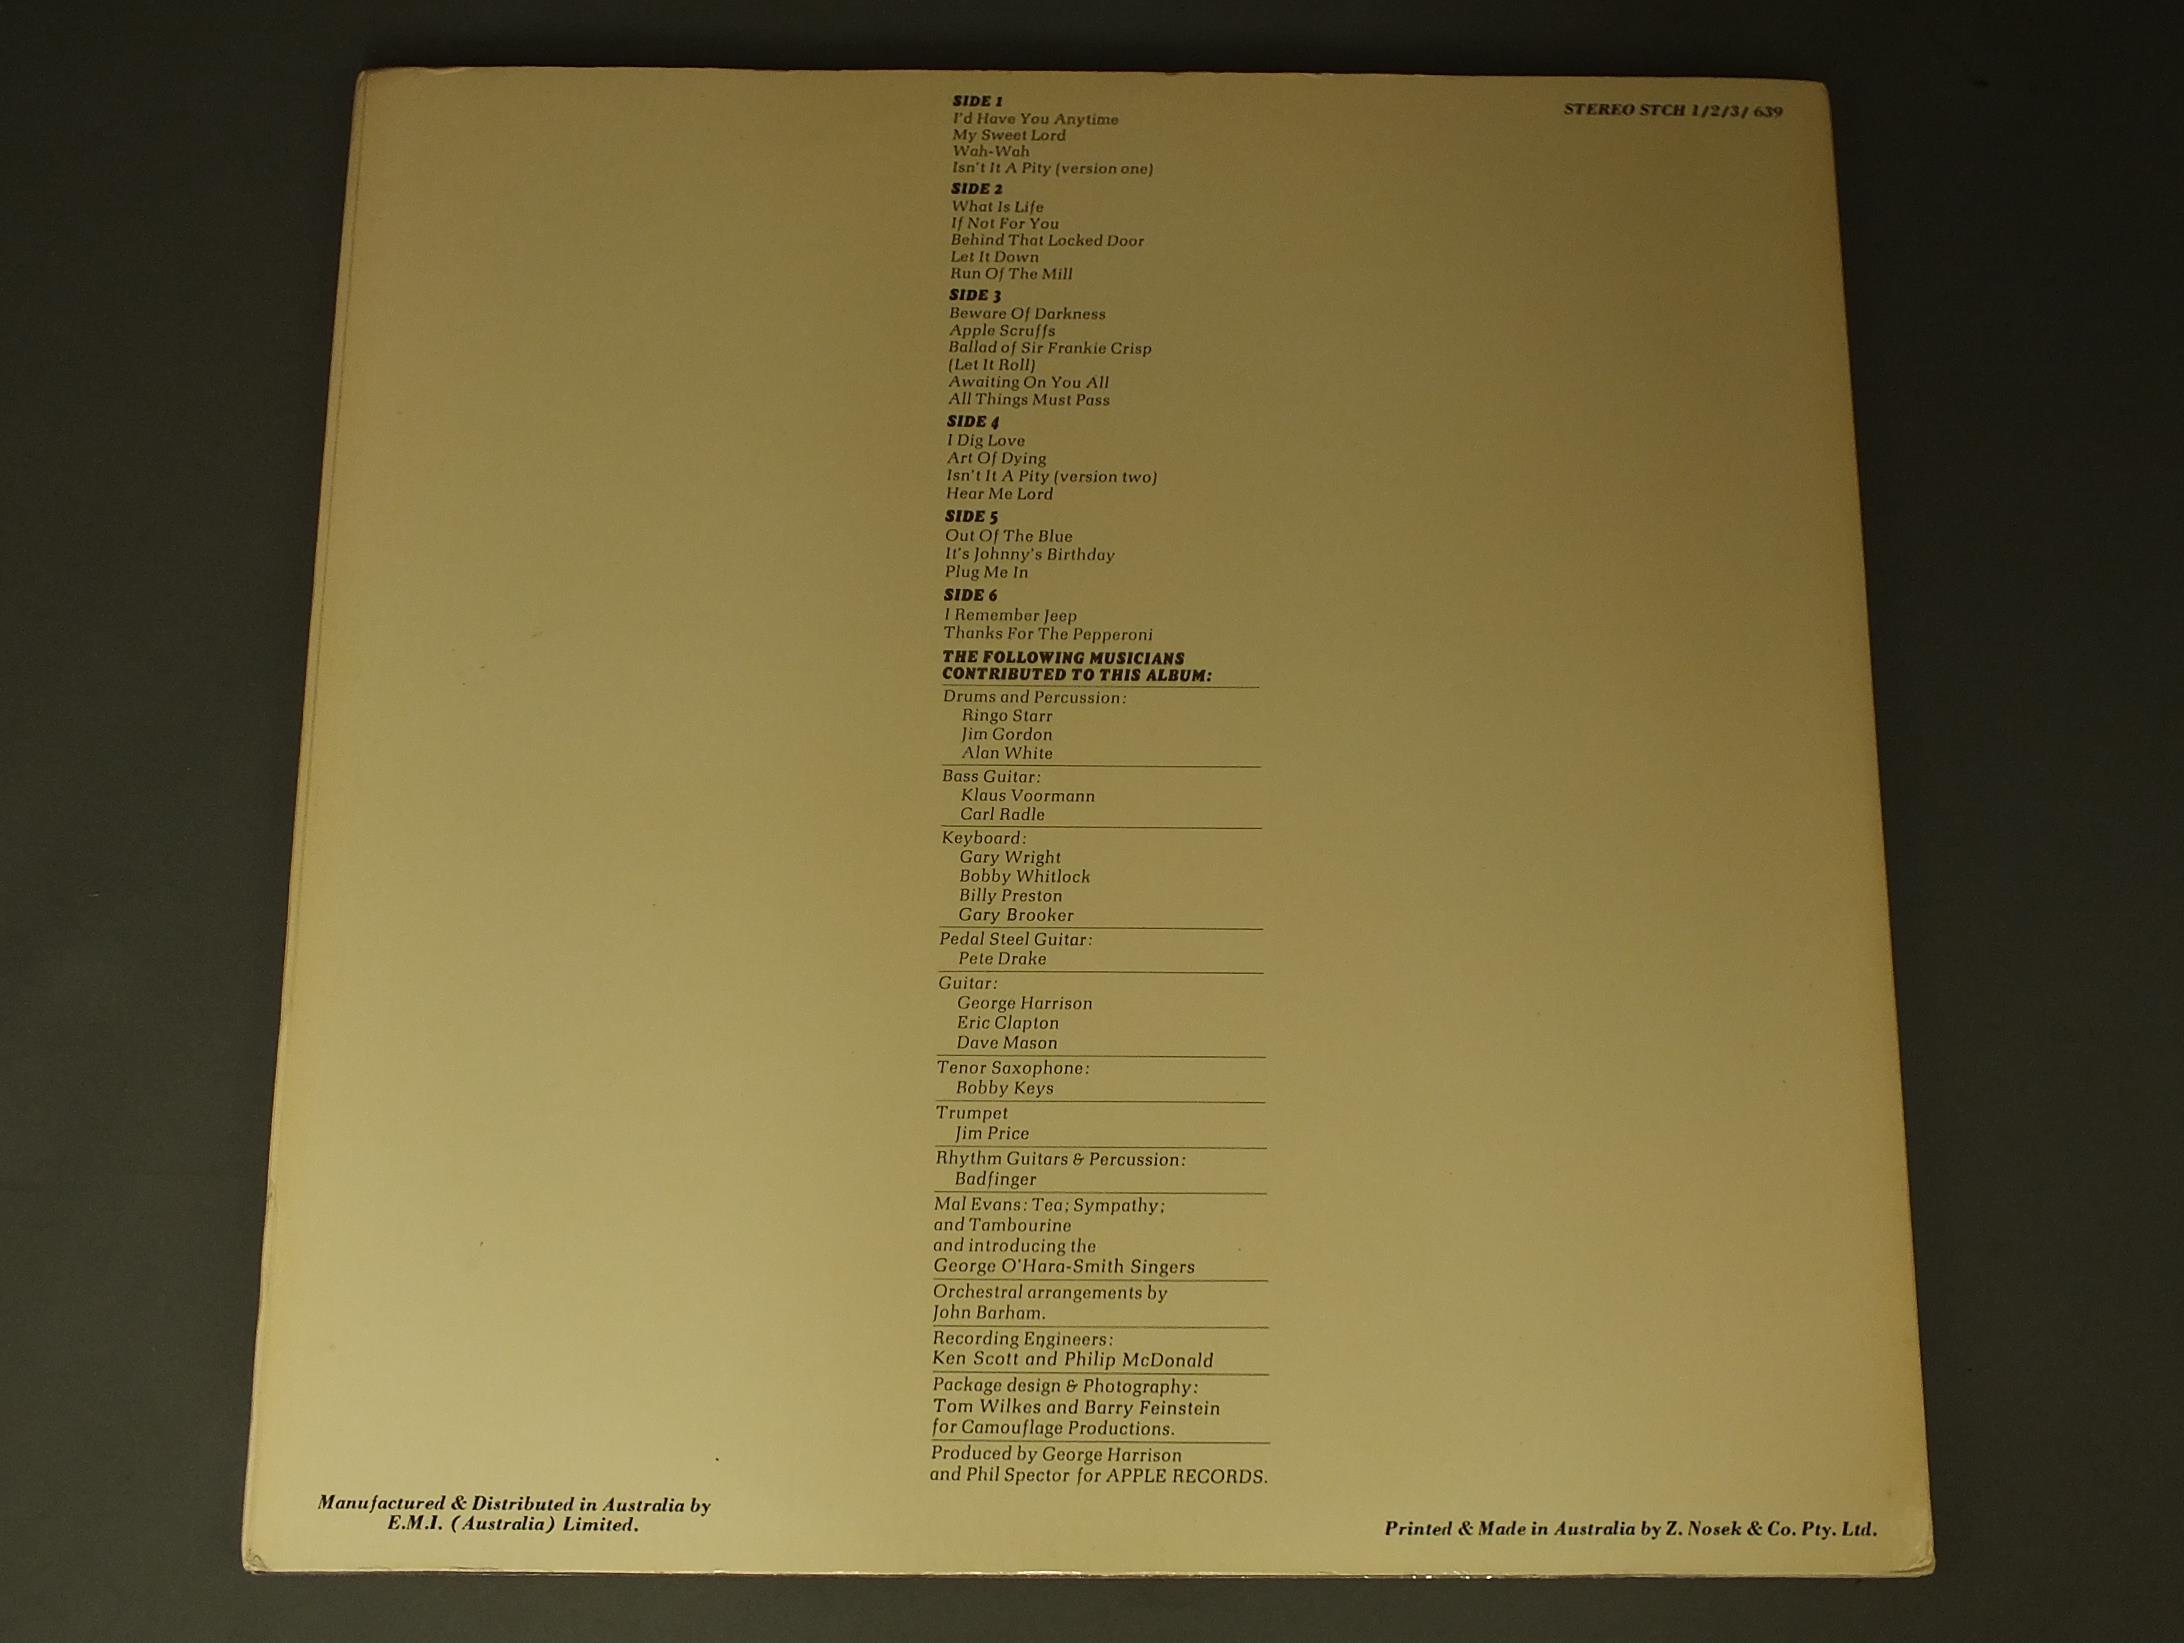 STEREO STCH 1/2/3/ 639
SIDE 1
I'd Have You Anytime
My Sweet Lord
Wah-Wah
Isn't It A Pity (version one)
SIDE 2
What Is Life
If Not For You
Behind That Locked Door
Let It Down
Run Of The Mill
SIDE 3
Beware Of Darkness
Apple Scruffs
Ballad of Sir Frankie Crisp
(Let It Roll)
Awaiting On You All
All Things Must Pass
SIDE 4
I Dig Love
Art Of Dying
Isn't It A Pity (version two)
Hear Me Lord
SIDE 5
Out Of The Blue
It's Johnny's Birthday
Plug Me In
SIDE 6
I Remember Jeep
Thanks For The Pepperoni
THE FOLLOWING MUSICIANS
CONTRIBUTED TO THIS ALBUM:
Drums and Percussion:
Ringo Starr
Jim Gordon
Alan White
Bass Guitar:
Klaus Voormann
Carl Radle
Keyboard:
Gary Wright
Bobby Whitlock
Billy Preston
Gary Brooker
Pedal Steel Guitar:
Pete Drake
Guitar:
George Harrison
Eric Clapton
Dave Mason
Tenor Saxophone:
Bobby Keys
Trumpet
Jim Price
Rhythm Guitars & Percussion:
Badfinger
Mal Evans: Tea; Sympathy;
and Tambourine
and introducing the
George O'Hara-Smith Singers
Orchestral arrangements by
John Barham.
Recording Engineers:
Ken Scott and Philip McDonald
Package design & Photography:
Tom Wilkes and Barry Feinstein
for Camouflage Productions.
Produced by George Harrison
and Phil Spector for APPLE RECORDS.
Manufactured & Distributed in Australia by
E.M.I. (Australia) Limited.
Printed & Made in Australia by Z. Nosek & Co. Pty. Ltd.